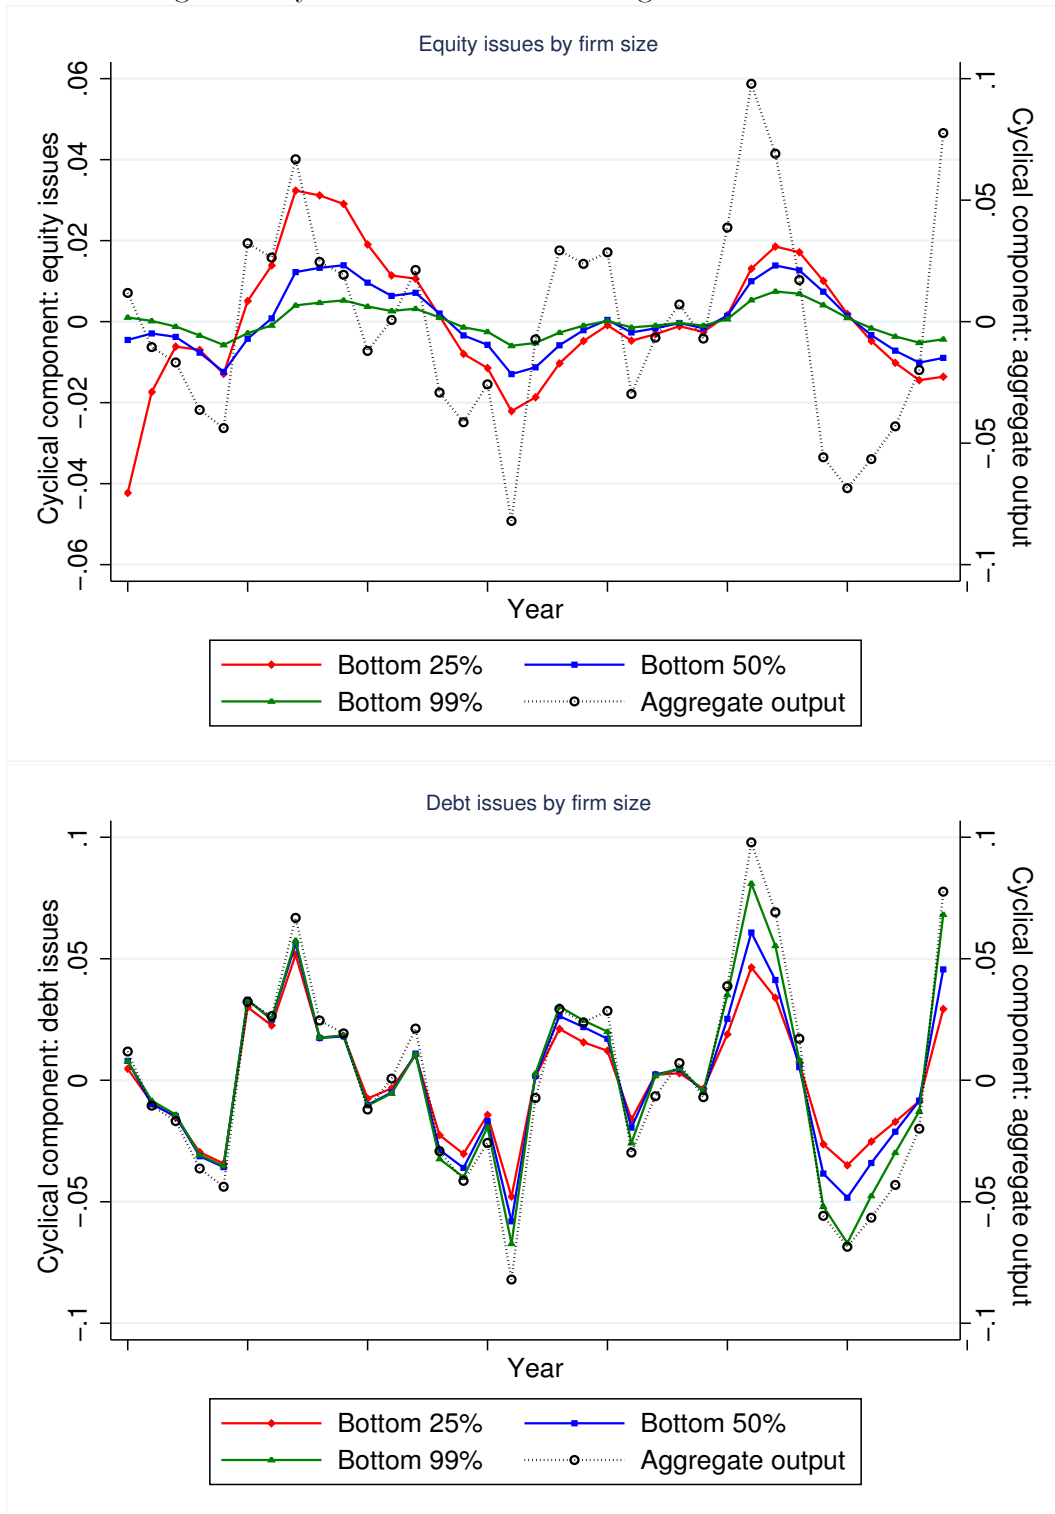 Equity issues by firm size
Cyclical component: equity issues
.06
.04
.02
0
−.02
−.04
−.06
.1
.05
0
−.05
−.1
Cyclical component: aggregate output
Year
Bottom 25%
Bottom 50%
Bottom 99%
Aggregate output
Debt issues by firm size
Cyclical component: debt issues
.1
.05
0
−.05
−.1
.1
.05
0
−.05
−.1
Cyclical component: aggregate output
Year
Bottom 25%
Bottom 50%
Bottom 99%
Aggregate output